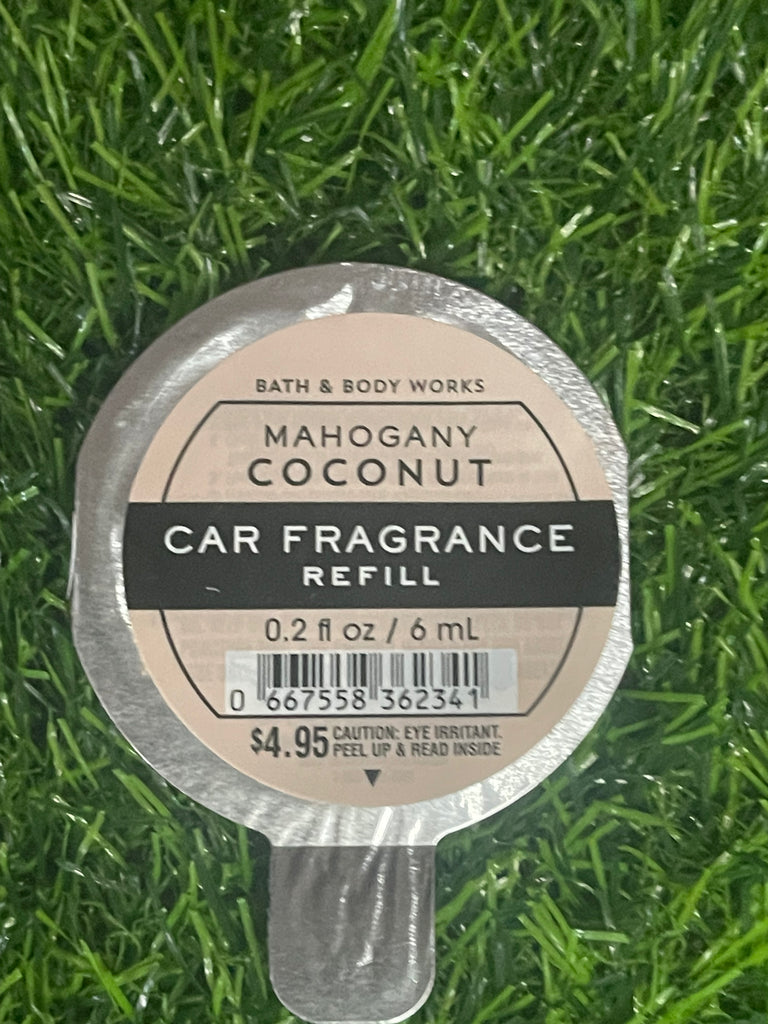 BATH & BODY WORKS
MAHOGANY
COCONUT
CAR FRAGRANCE
REFILL
0.2 fl oz / 6 mL
0 667558 362341
$4.95 CAUTION: EYE IRRITANT.
PEEL UP & READ INSIDE